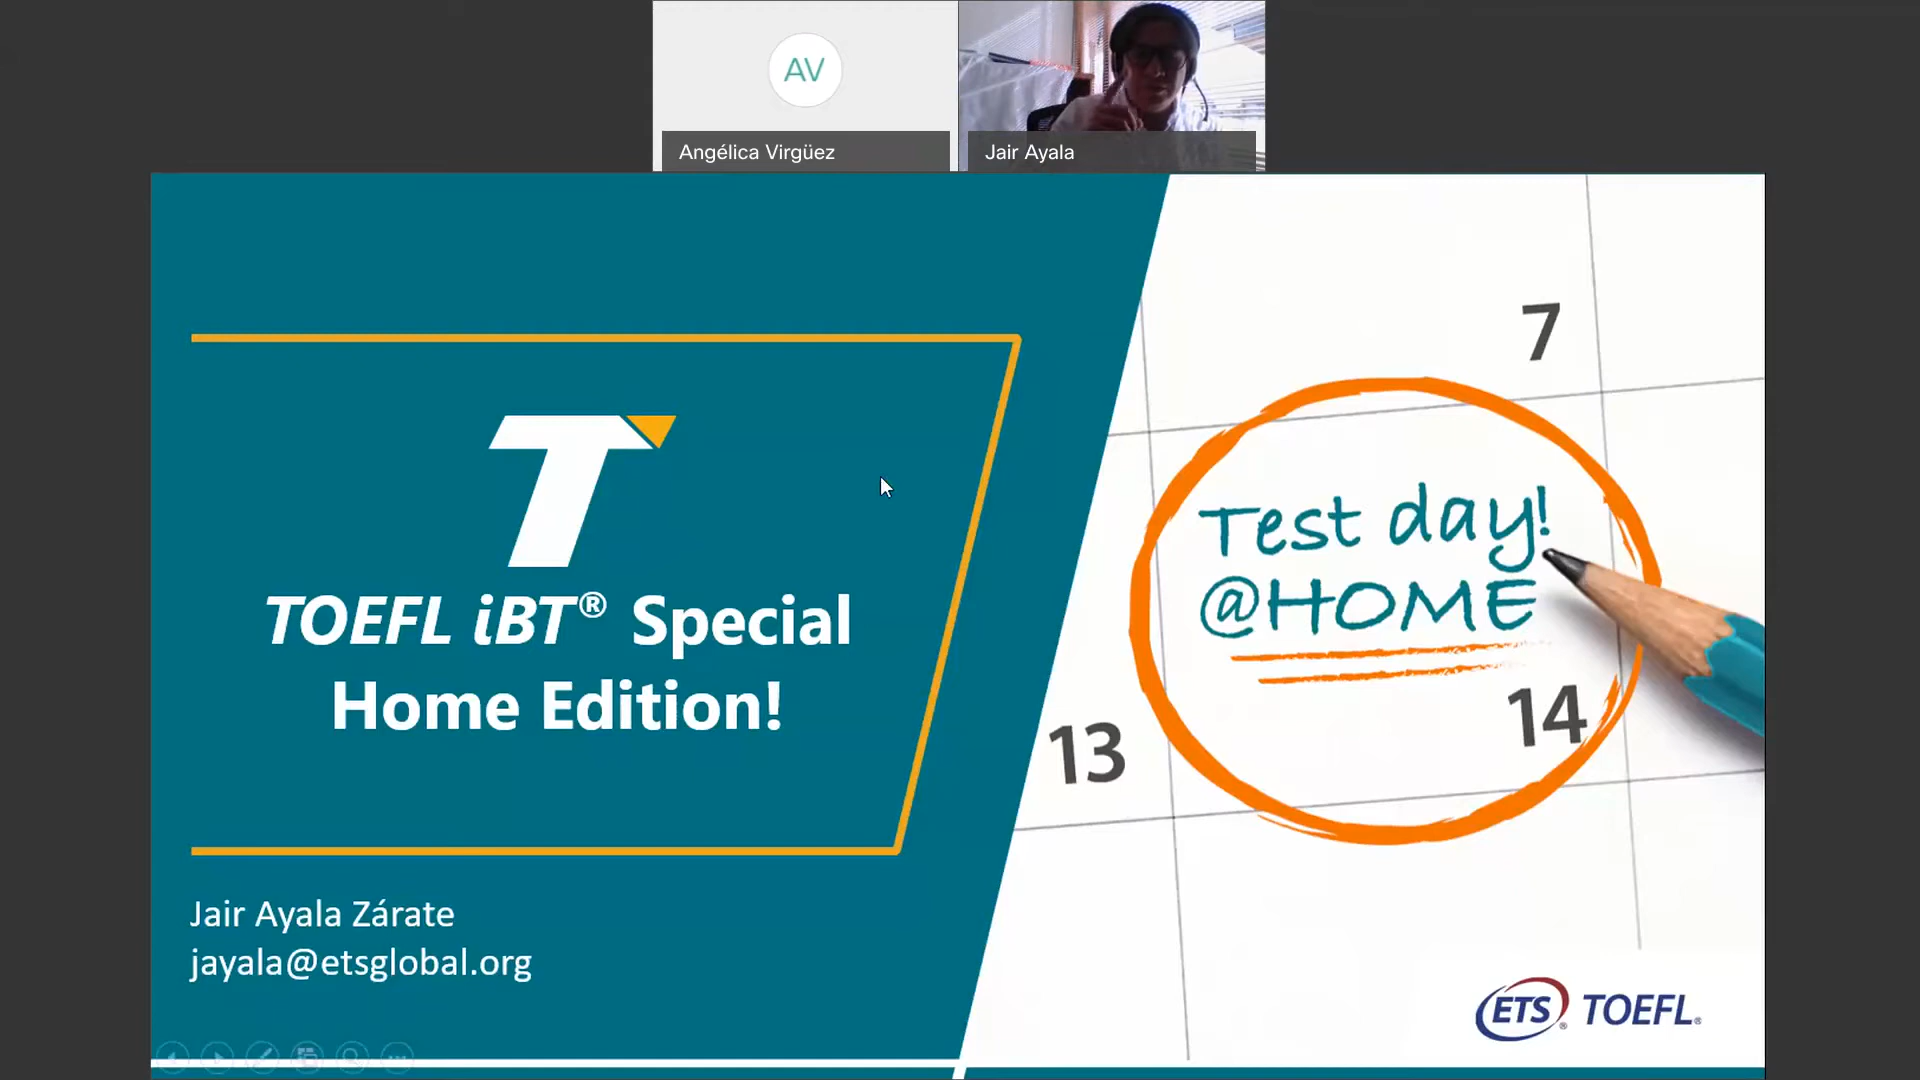 AV
Angélica Virgüez
Jair Ayala
TOEFL iBT® Special
Home Edition!
Jair Ayala Zárate
jayala@etsglobal.org
7
Test day!
@HOME
13
14
ETS® TOEFL®